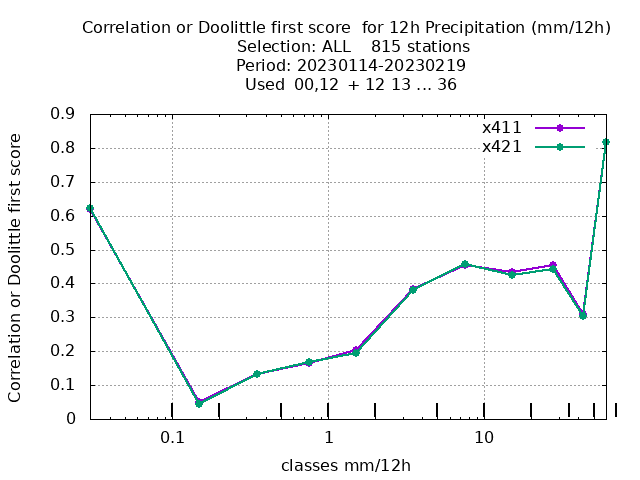 Correlation or Doolittle first score  for 12h Precipitation (mm/12h)
Selection: ALL    815 stations
Period: 20230114-20230219
Used  00,12  + 12 13 ... 36
Correlation or Doolittle first score
0.9
0.8
0.7
0.6
0.5
0.4
0.3
0.2
0.1
0
x411
x421
0.1
1
10
classes mm/12h